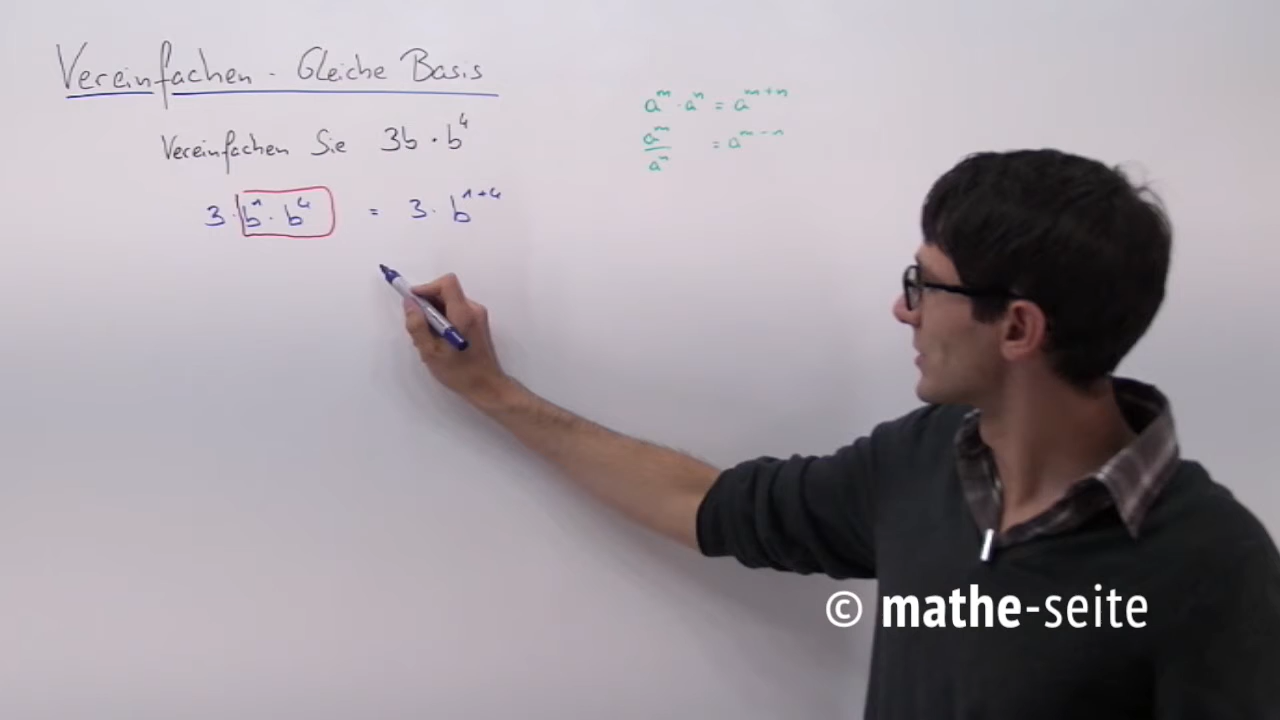 Vereinfachen - Gleiche Basis
Vereinfachen Sie 3b · b⁴
3 · b¹ · b⁴ = 3 · b¹⁺⁴
aᵐ · aⁿ = aᵐ⁺ⁿ
aᵐ/aⁿ = aᵐ⁻ⁿ
© mathe-seite